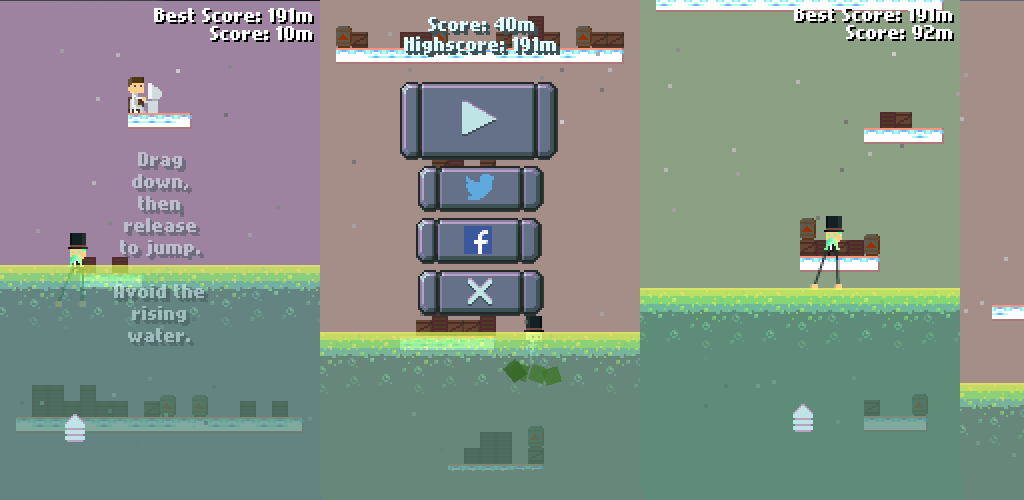 Best Score: 191m
Score: 10m
Drag
down,
then
release
to jump.
Avoid the
rising
water.
Score: 40m
Highscore: 191m
f
Best Score: 191m
Score: 92m